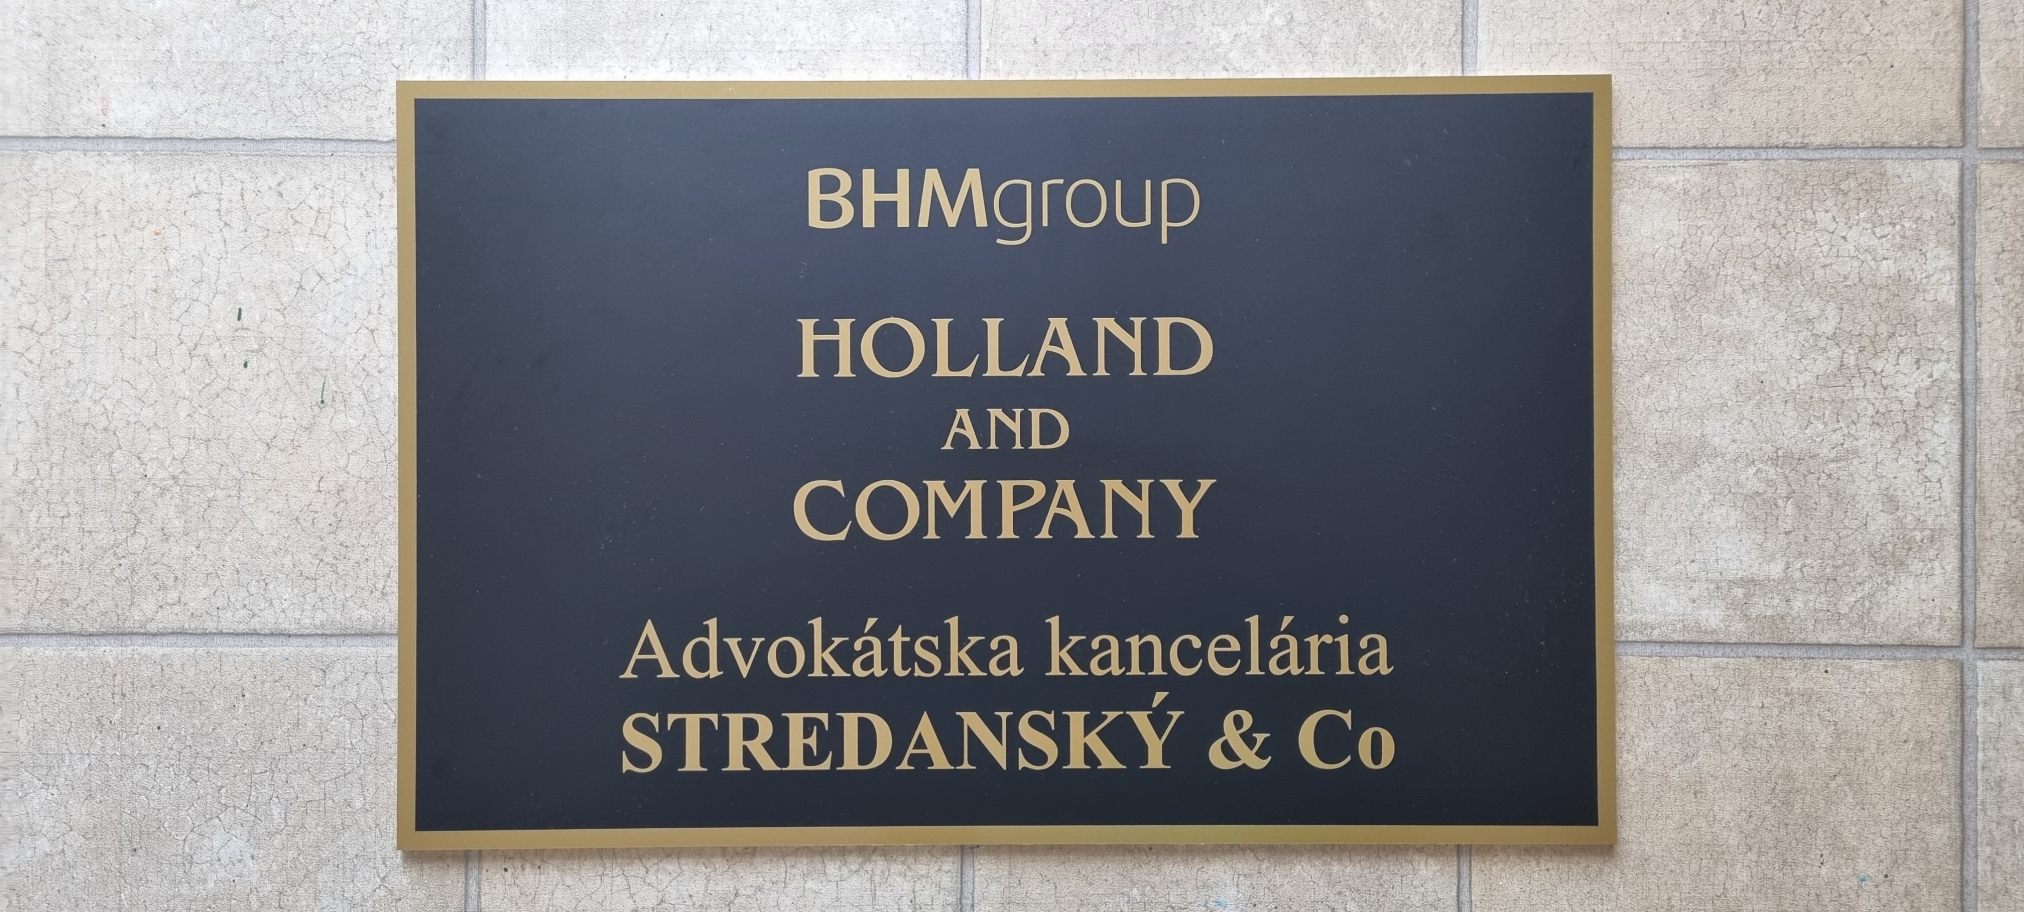 BHMgroup
HOLLAND
AND
COMPANY
Advokátska kancelária
STREDANSKÝ & Co